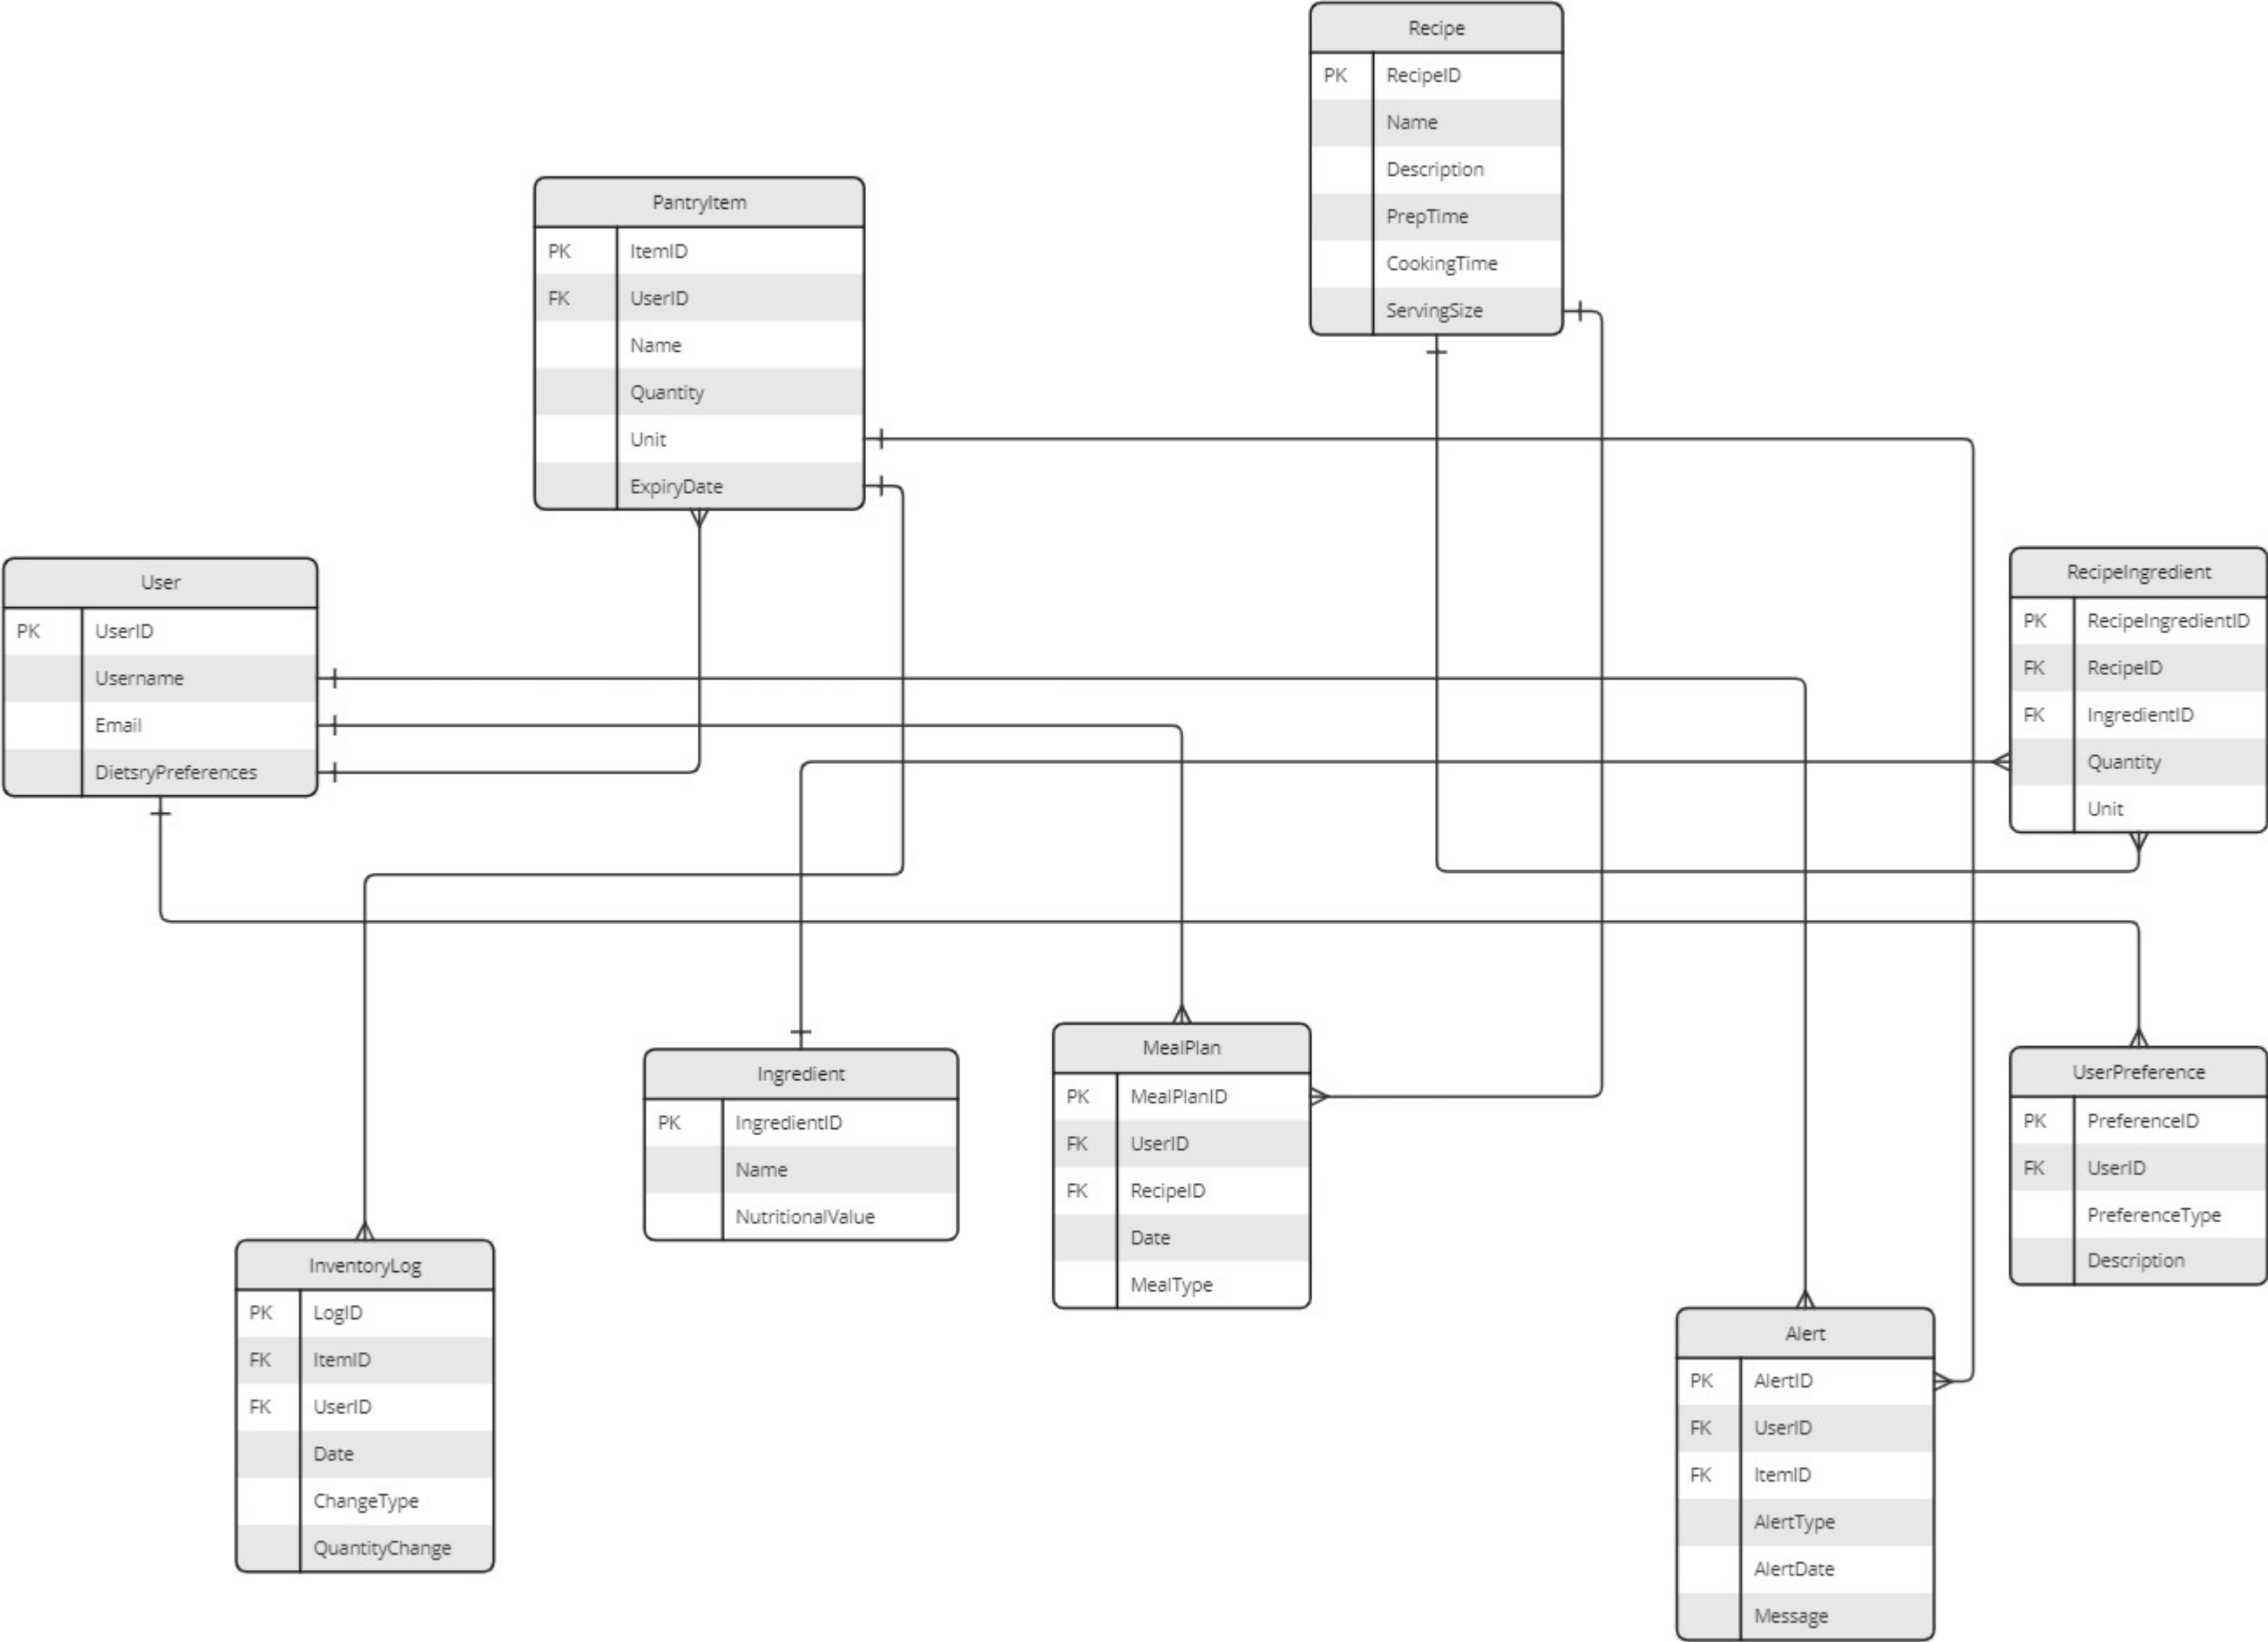 Recipe
PK RecipeID
Name
Description
PrepTime
CookingTime
ServingSize
PantryItem
PK ItemID
FK UserID
Name
Quantity
Unit
ExpiryDate
User
PK UserID
Username
Email
DietsryPreferences
RecipeIngredient
PK RecipeIngredientID
FK RecipeID
FK IngredientID
Quantity
Unit
Ingredient
PK IngredientID
Name
NutritionalValue
MealPlan
PK MealPlanID
FK UserID
FK RecipeID
Date
MealType
UserPreference
PK PreferenceID
FK UserID
PreferenceType
Description
InventoryLog
PK LogID
FK ItemID
FK UserID
Date
ChangeType
QuantityChange
Alert
PK AlertID
FK UserID
FK ItemID
AlertType
AlertDate
Message